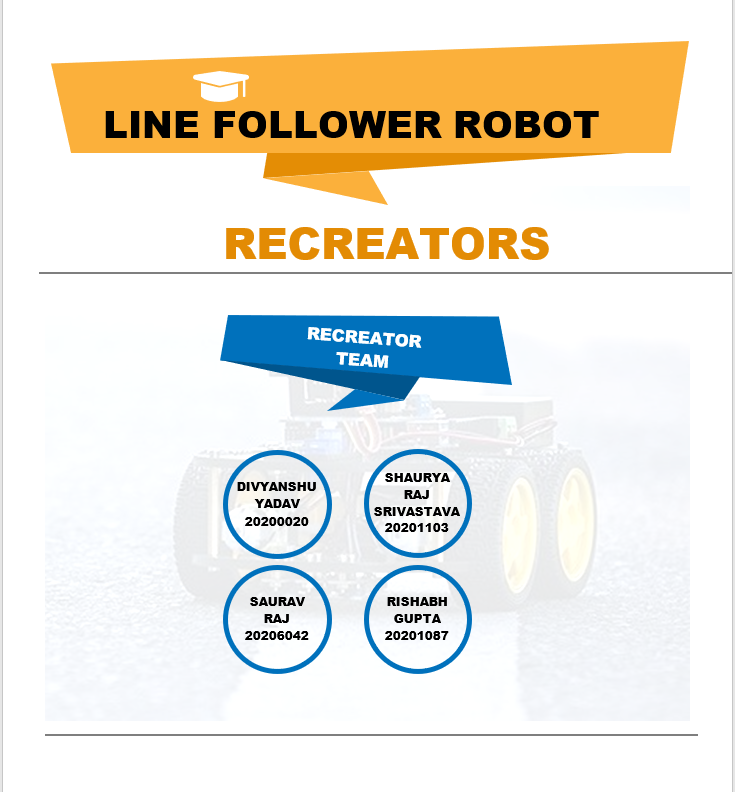 LINE FOLLOWER ROBOT
RECREATORS
RECREATOR
TEAM
DIVYANSHU
YADAV
20200020
SHAURYA
RAJ
SRIVASTAVA
20201103
SAURAV
RAJ
20206042
RISHABH
GUPTA
20201087